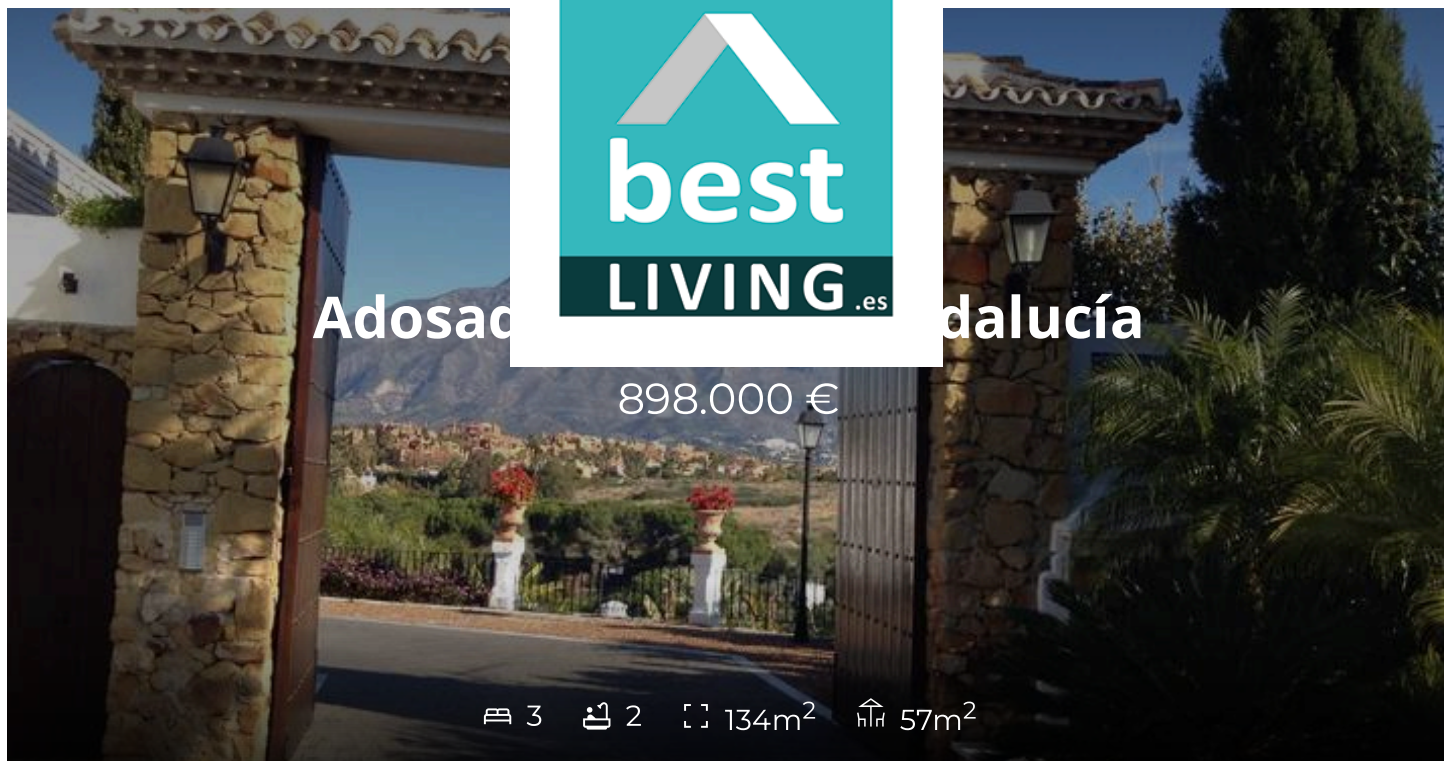 best
LIVING.es
Adosad dalucía
898.000 €
3 2 134m² 57m²